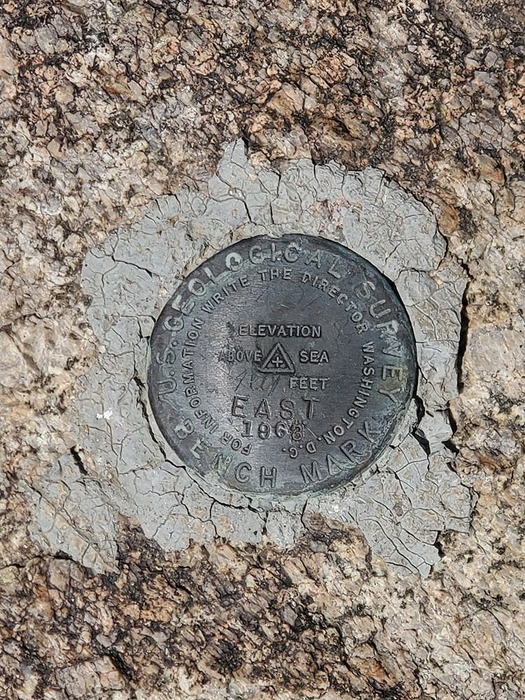 U.S. GEOLOGICAL SURVEY
FOR INFORMATION WRITE THE DIRECTOR WASHINGTON, D.C.
ELEVATION
ABOVE SEA
FEET
EAST
1968
BENCH MARK